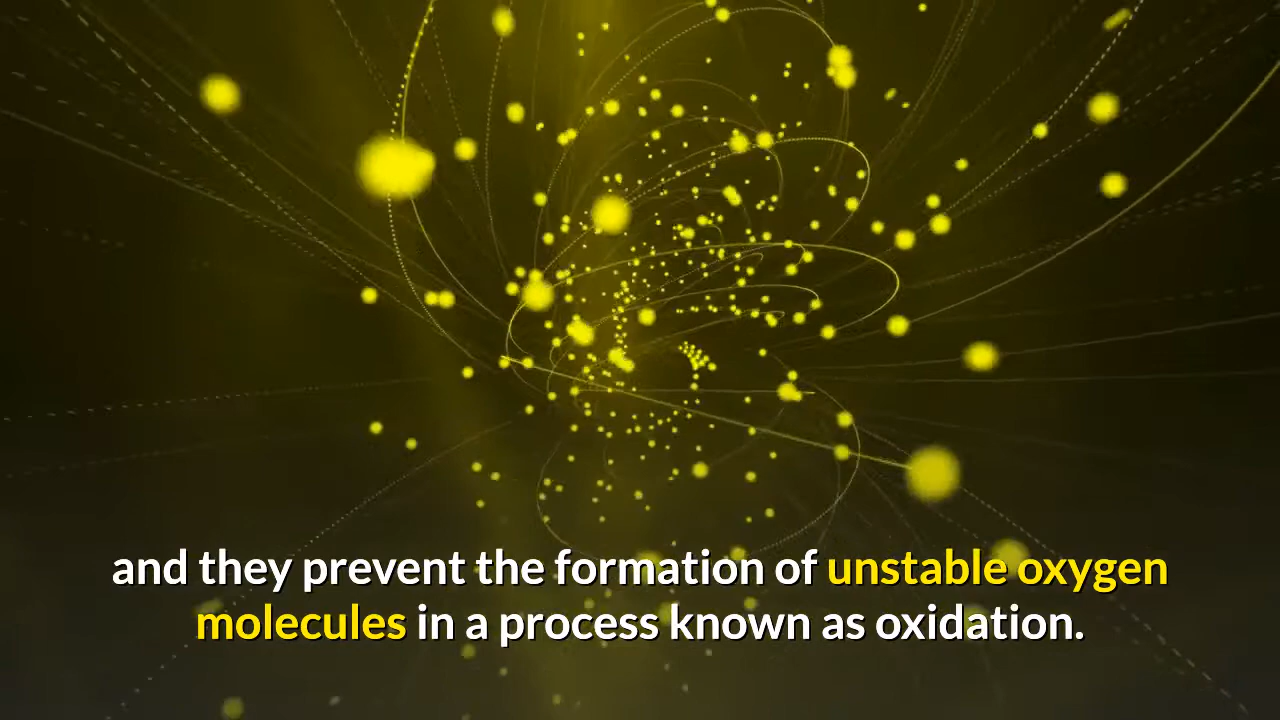 and they prevent the formation of unstable oxygen
molecules in a process known as oxidation.